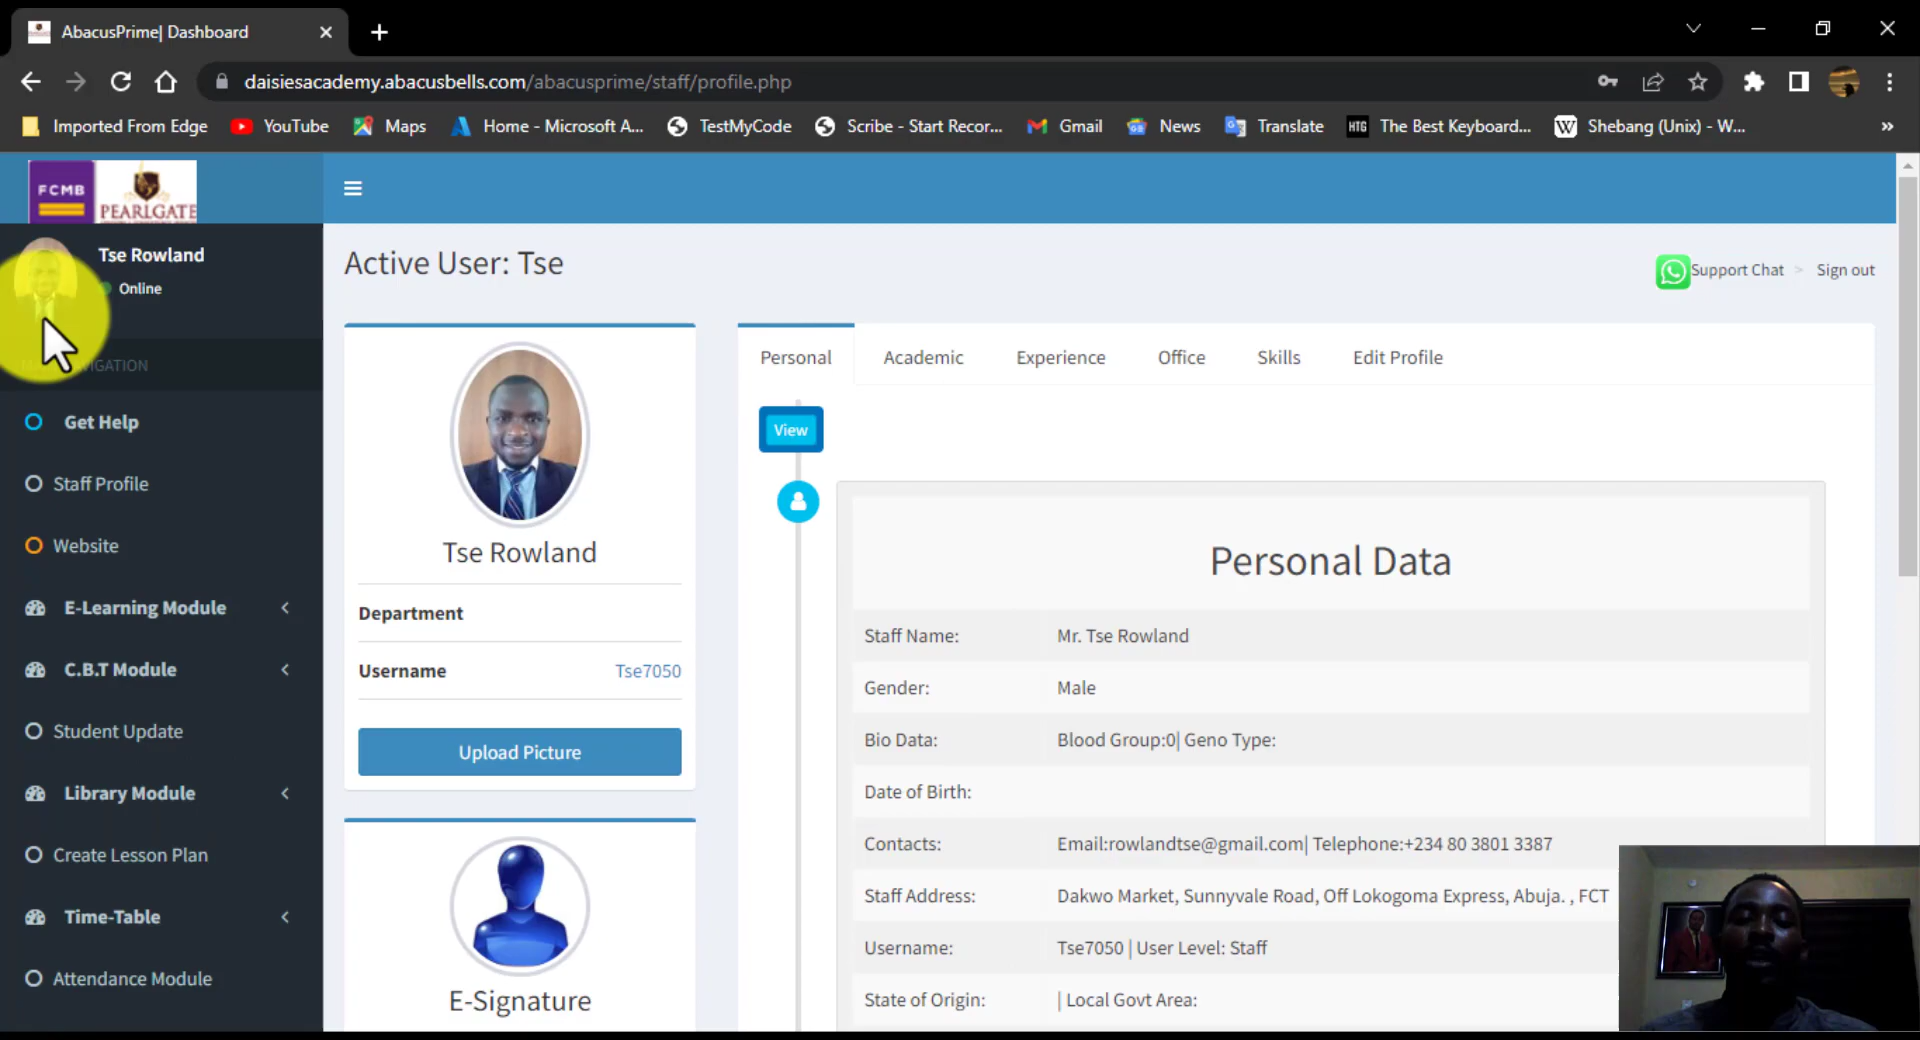 AbacusPrime| Dashboard
daisiesacademy.abacusbells.com/abacusprime/staff/profile.php
Imported From Edge
YouTube
Maps
Home - Microsoft A...
TestMyCode
Scribe - Start Recor...
Gmail
News
Translate
HTG
The Best Keyboard...
W
Shebang (Unix) - W...
FCMB
PEARLGATE
Tse Rowland
Online
Active User: Tse
Support Chat > Sign out
Get Help
Staff Profile
Website
E-Learning Module
C.B.T Module
Student Update
Library Module
Create Lesson Plan
Time-Table
Attendance Module
Tse Rowland
Department
Username Tse7050
Upload Picture
E-Signature
Personal Academic Experience Office Skills Edit Profile
View
Personal Data
Staff Name: Mr. Tse Rowland
Gender: Male
Bio Data: Blood Group:0| Geno Type:
Date of Birth:
Contacts: Email:rowlandtse@gmail.com| Telephone:+234 80 3801 3387
Staff Address: Dakwo Market, Sunnyvale Road, Off Lokogoma Express, Abuja. , FCT
Username: Tse7050 | User Level: Staff
State of Origin: | Local Govt Area: